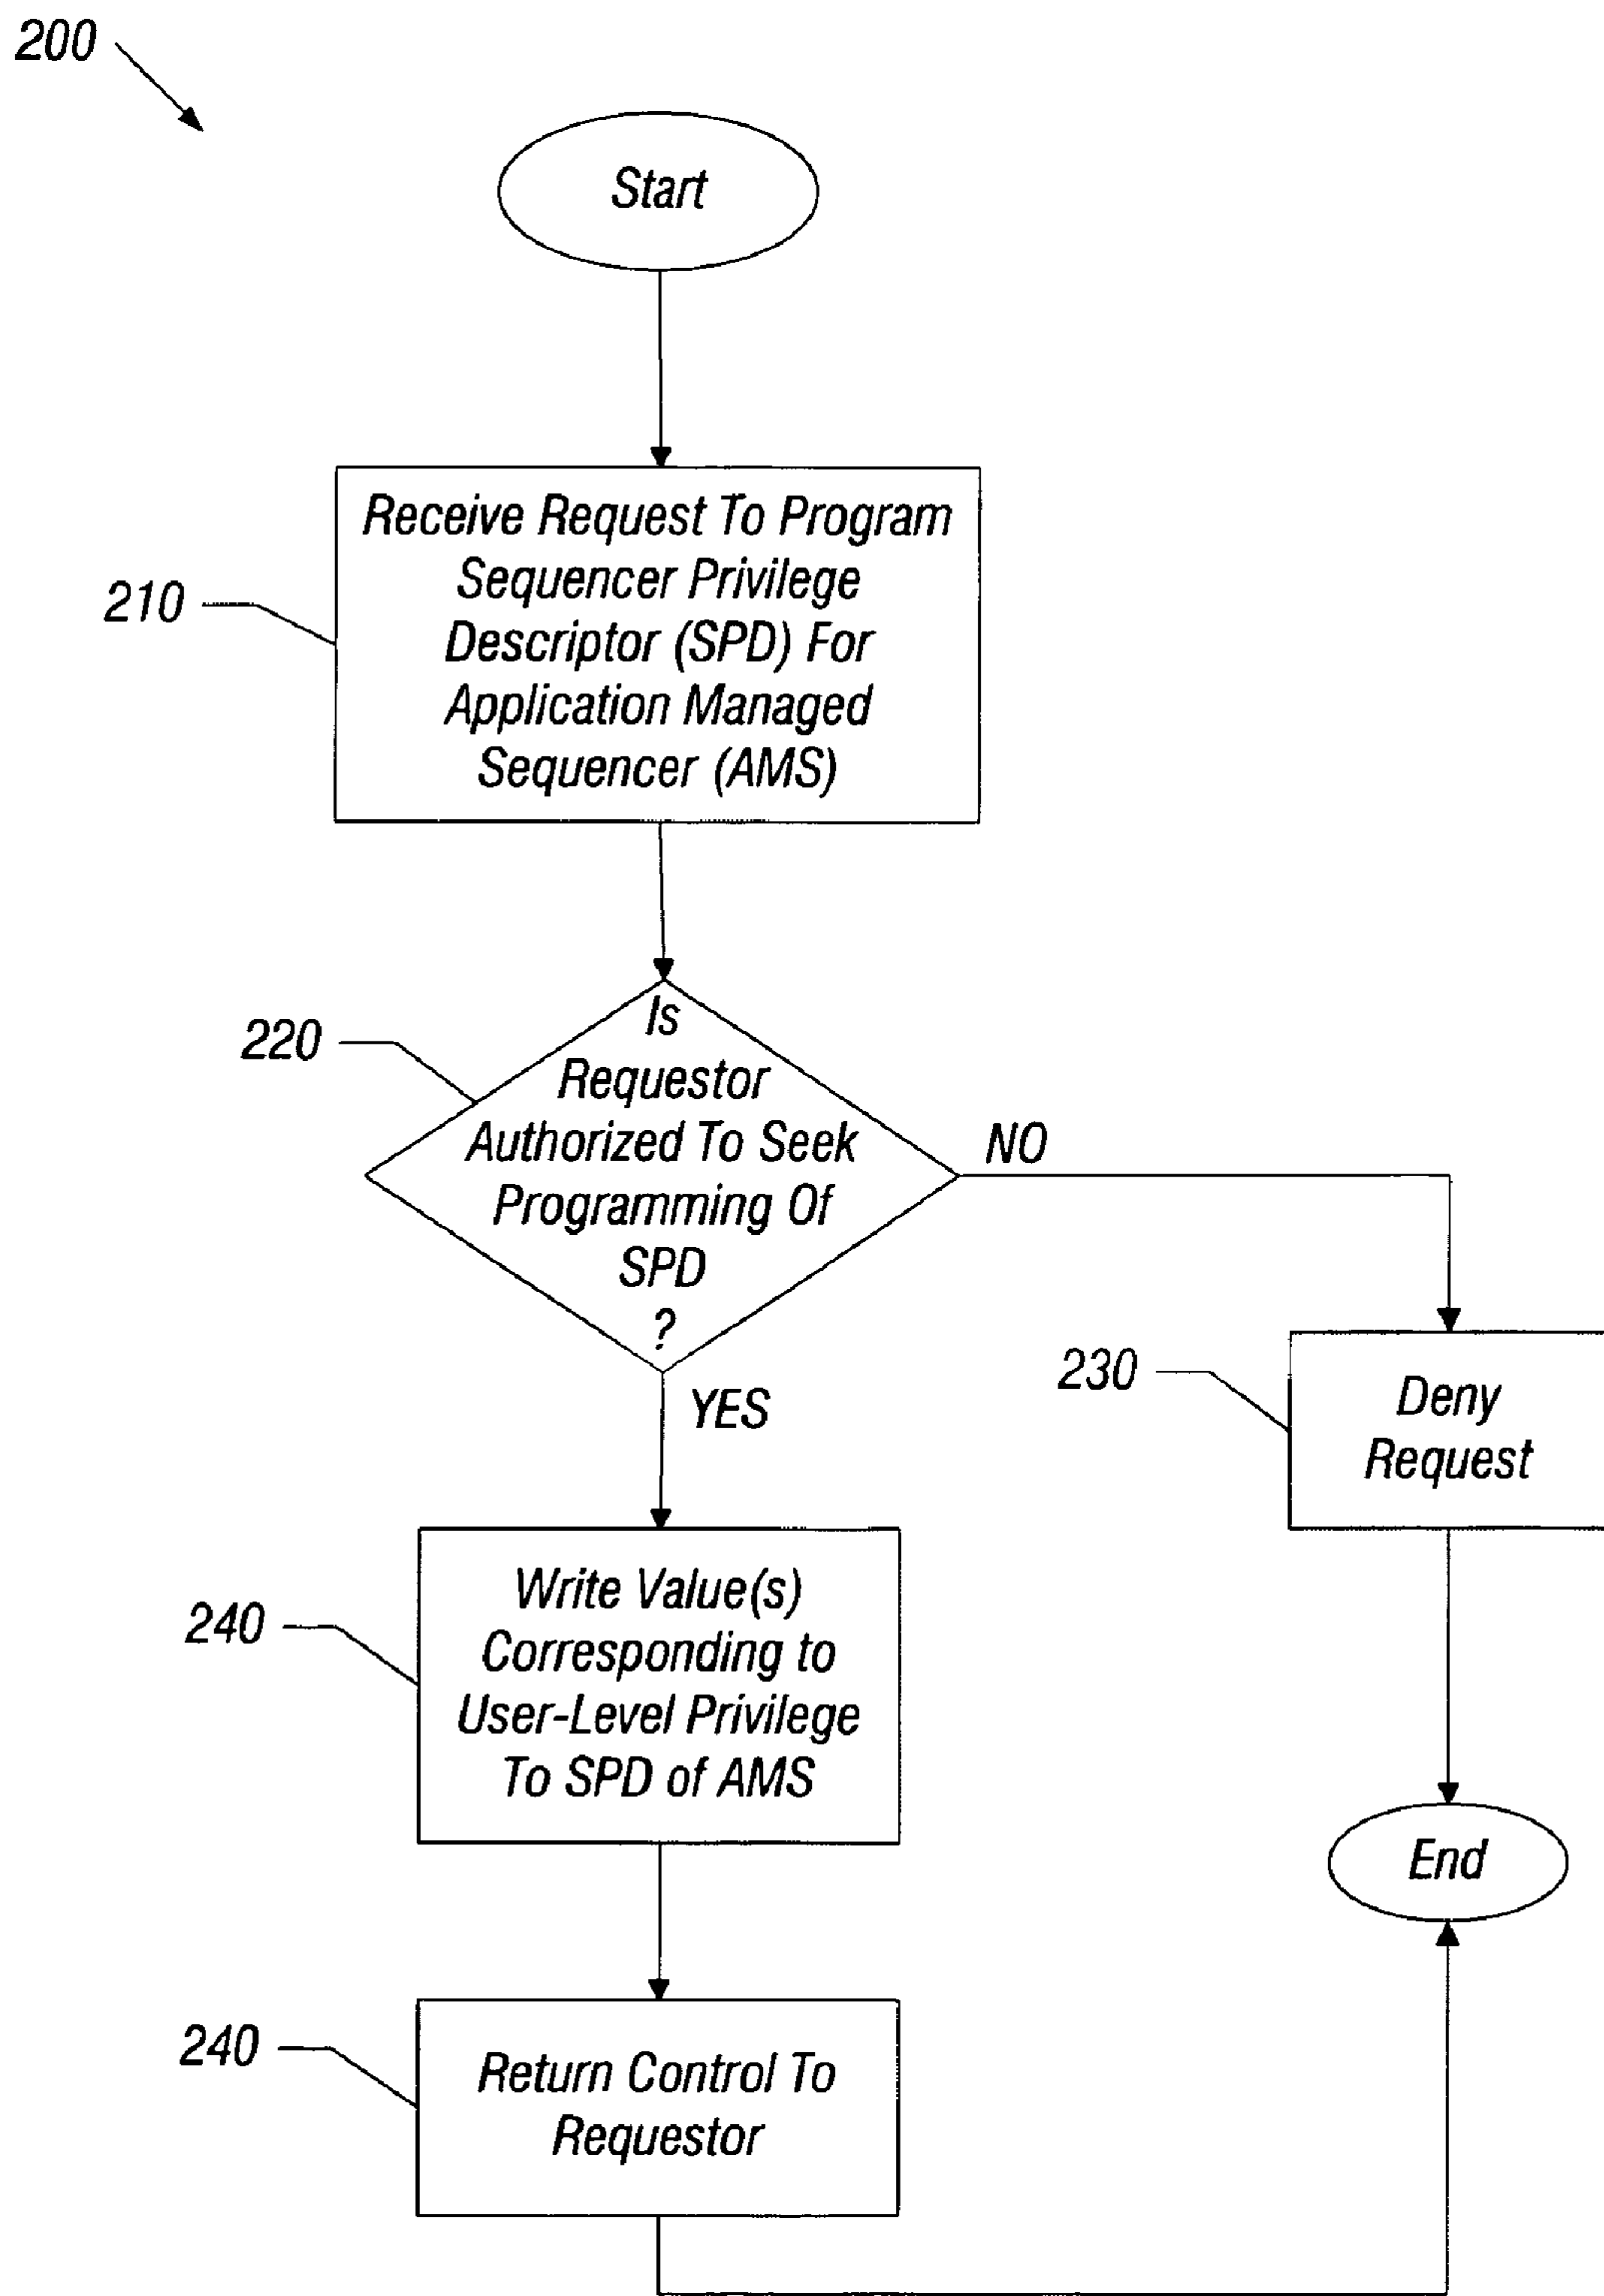 200
Start
210
Receive Request To Program
Sequencer Privilege
Descriptor (SPD) For
Application Managed
Sequencer (AMS)
220
Is
Requestor
Authorized To Seek
Programming Of
SPD
?
NO
YES
230
Deny
Request
240
Write Value(s)
Corresponding to
User-Level Privilege
To SPD of AMS
End
240
Return Control To
Requestor